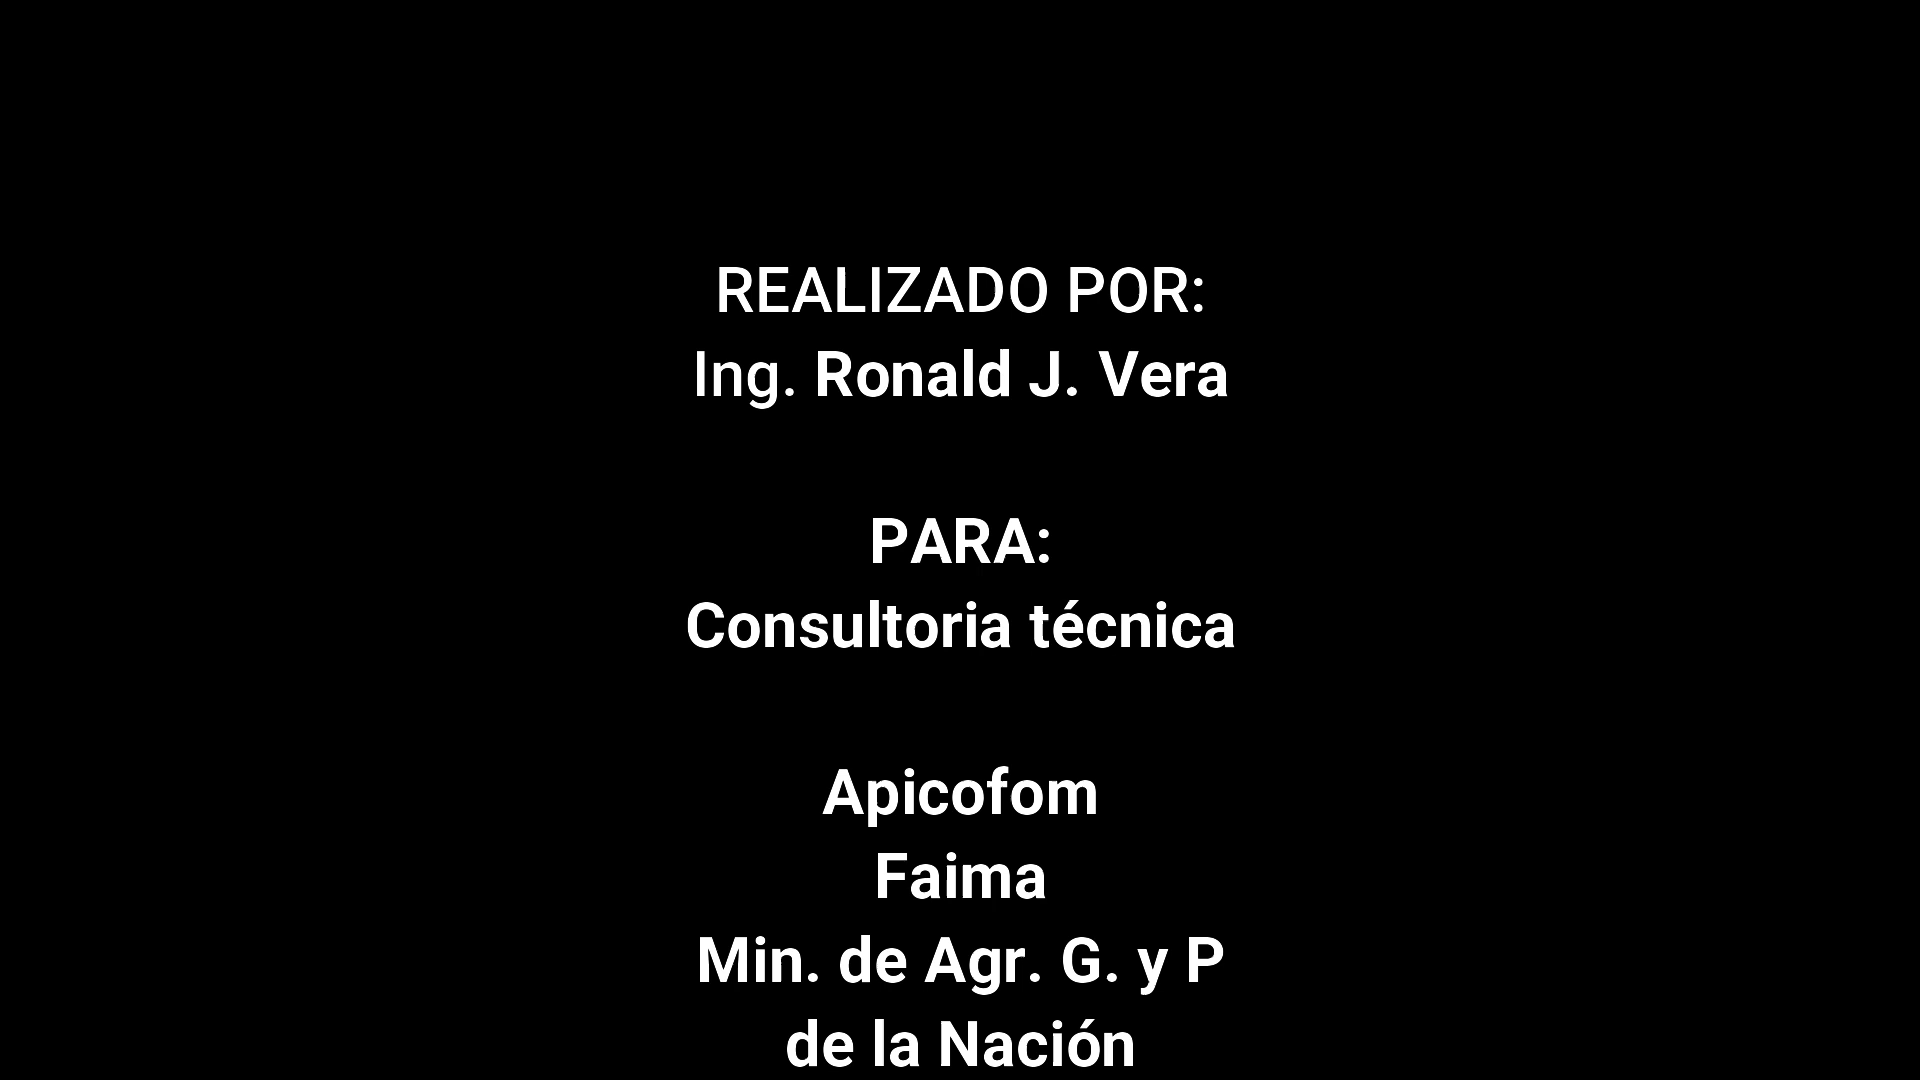 REALIZADO POR:
Ing. Ronald J. Vera
PARA:
Consultoria técnica
Apicofom
Faima
Min. de Agr. G. y P
de la Nación